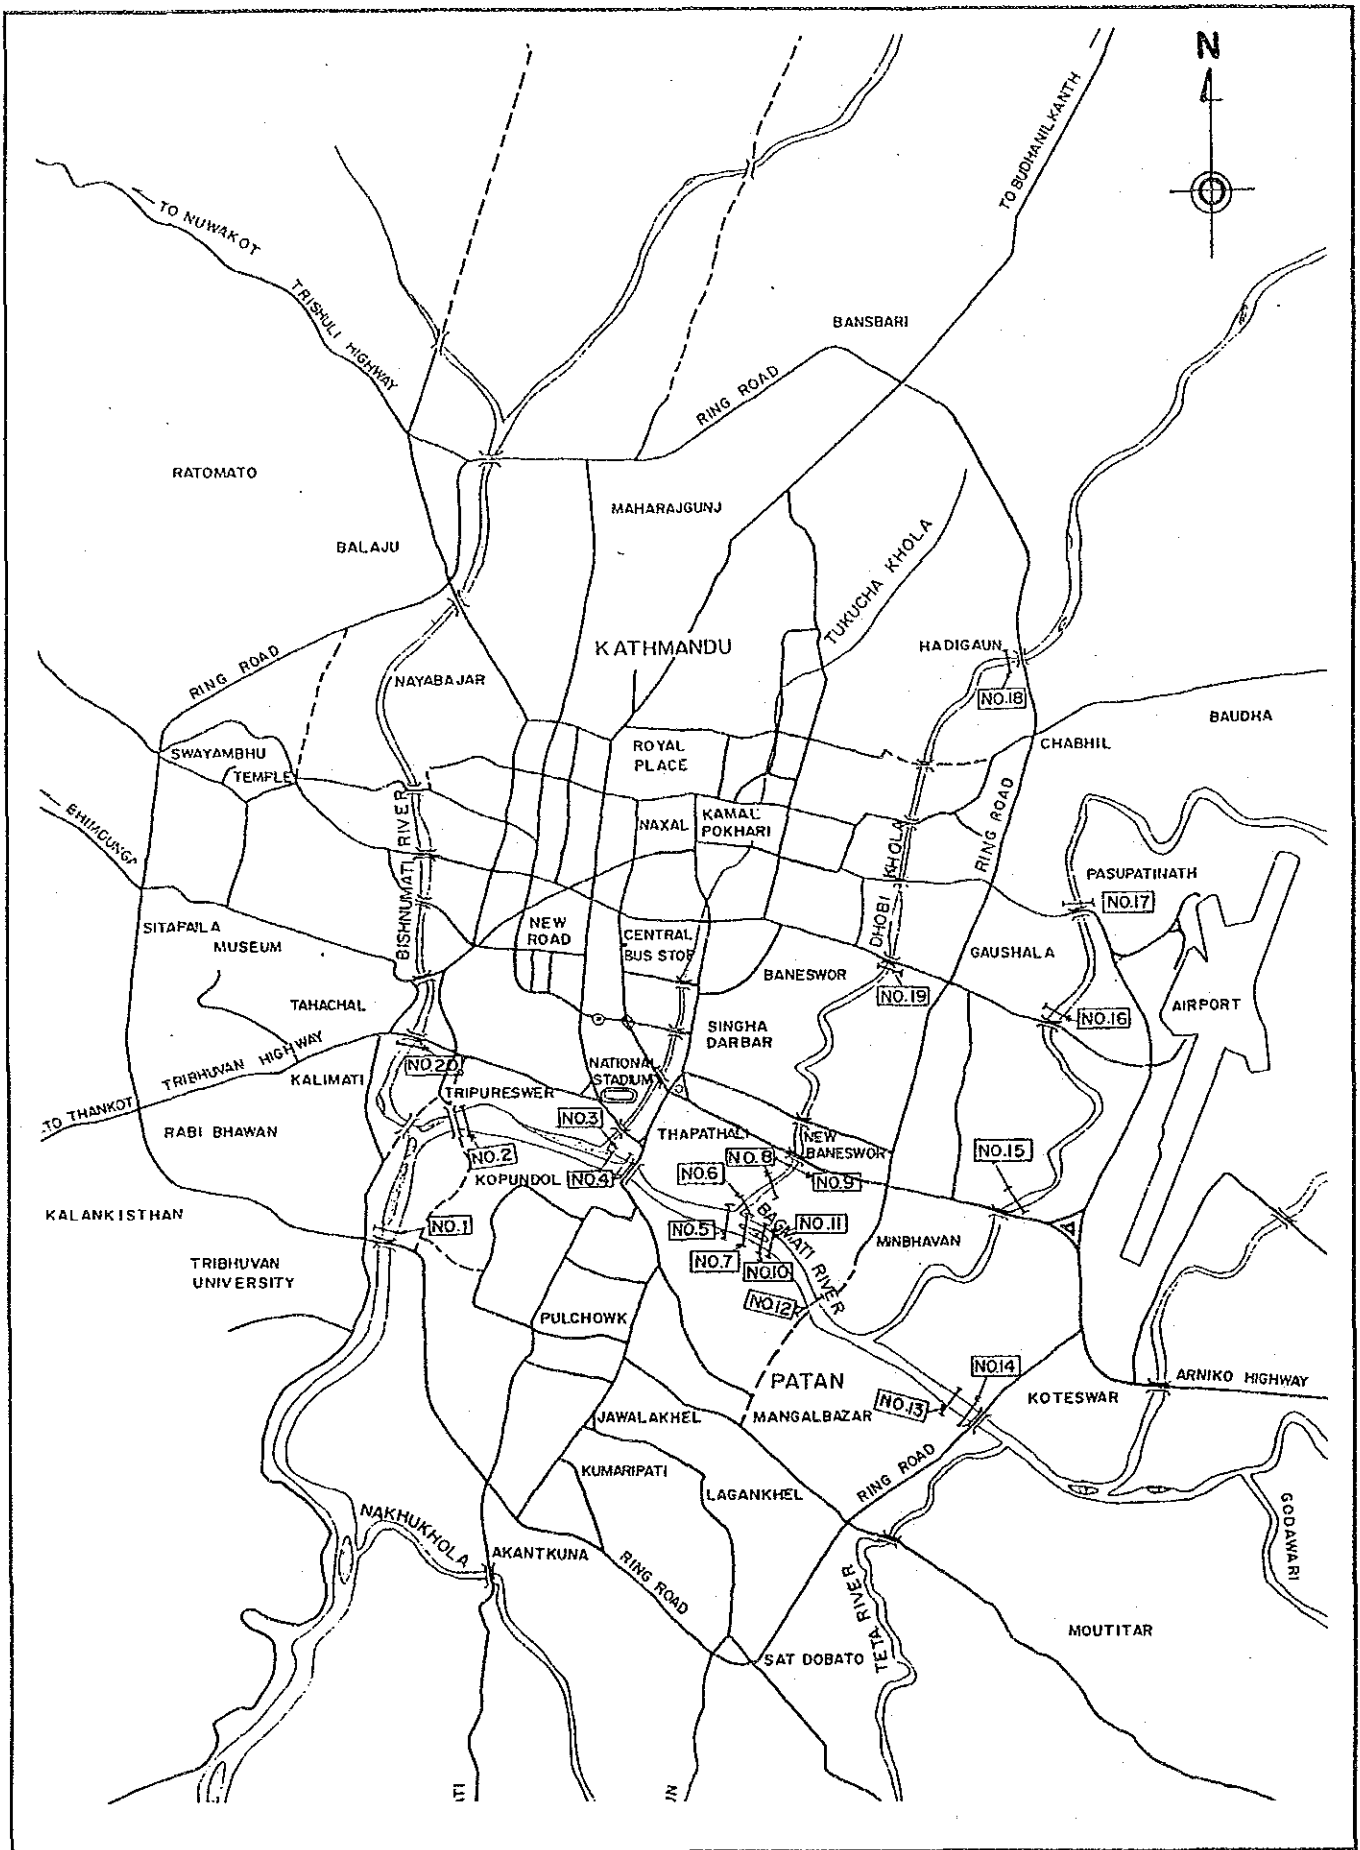 N
TO BUDHANILKANTH
TO NUWAKOT
TRISHULI HIGHWAY
BANSBARI
RING ROAD
RATOMATO
MAHARAJGUNJ
BALAJU
TUKUCHA KHOLA
KATHMANDU
HADIGAUN
RING ROAD
NAYABAJAR
NO.18
BAUDHA
CHABHIL
SWAYAMBHU
TEMPLE
ROYAL
PLACE
RING ROAD
BISHNUMATI RIVER
NAXAL
KAMAL
POKHARI
DHOBI KHOLA
PASUPATINATH
NO.17
SITAPAILA
MUSEUM
NEW
ROAD
CENTRAL
BUS STOP
BANESWOR
GAUSHALA
NO.19
AIRPORT
NO.16
TAHACHAL
SINGHA
DARBAR
TRIBHUVAN HIGHWAY
NO.20
NATIONAL
STADIUM
KALIMATI
TRIPURESWER
TO THANKOT
NO.3
RABI BHAWAN
THAPATHALI
NEW
BANESWOR
NO.15
NO.2
NO.8
NO.9
KOPUNDOL
NO.4
NO.6
KALANKISTHAN
NO.1
NO.5
BAGMATI RIVER
NO.11
MINBHAVAN
NO.7
NO.10
TRIBHUVAN
UNIVERSITY
NO.12
PULCHOWK
NO.14
PATAN
ARNIKO HIGHWAY
NO.13
KOTESWAR
JAWALAKHEL
MANGALBAZAR
KUMARIPATI
RING ROAD
LAGANKHEL
NAKHUKHOLA
GODAWARI
AKANTKUNA
RING ROAD
TETA RIVER
MOUTITAR
SAT DOBATO